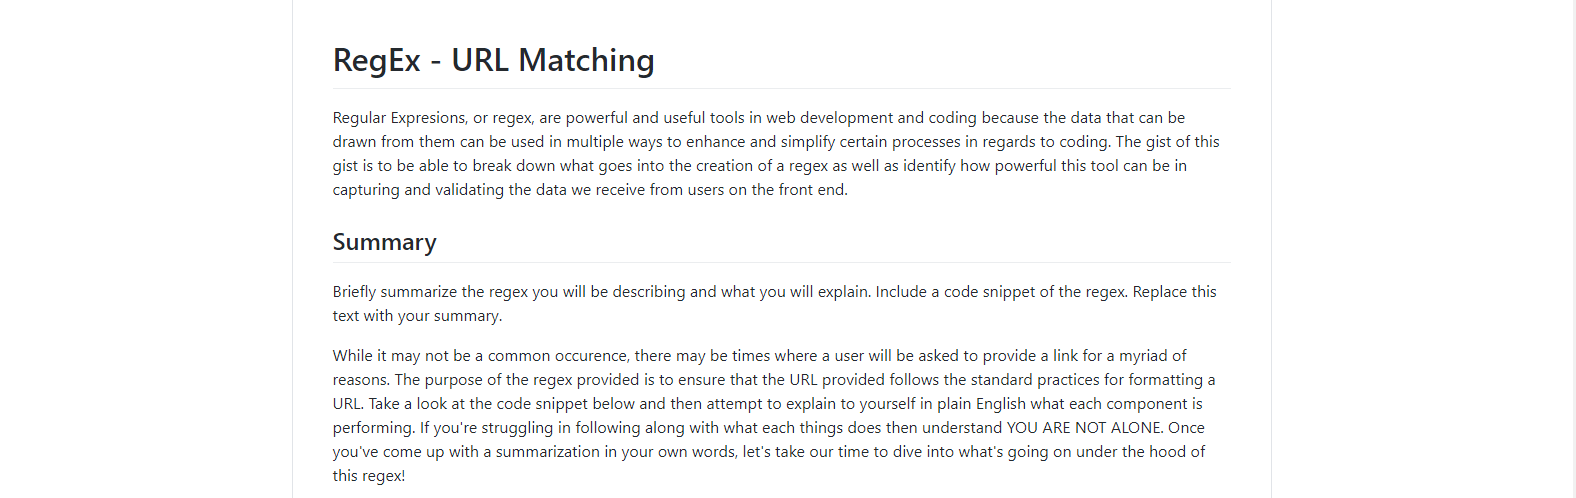 RegEx - URL Matching
Regular Expresions, or regex, are powerful and useful tools in web development and coding because the data that can be
drawn from them can be used in multiple ways to enhance and simplify certain processes in regards to coding. The gist of this
gist is to be able to break down what goes into the creation of a regex as well as identify how powerful this tool can be in
capturing and validating the data we receive from users on the front end.
Summary
Briefly summarize the regex you will be describing and what you will explain. Include a code snippet of the regex. Replace this
text with your summary.
While it may not be a common occurence, there may be times where a user will be asked to provide a link for a myriad of
reasons. The purpose of the regex provided is to ensure that the URL provided follows the standard practices for formatting a
URL. Take a look at the code snippet below and then attempt to explain to yourself in plain English what each component is
performing. If you're struggling in following along with what each things does then understand YOU ARE NOT ALONE. Once
you've come up with a summarization in your own words, let's take our time to dive into what's going on under the hood of
this regex!